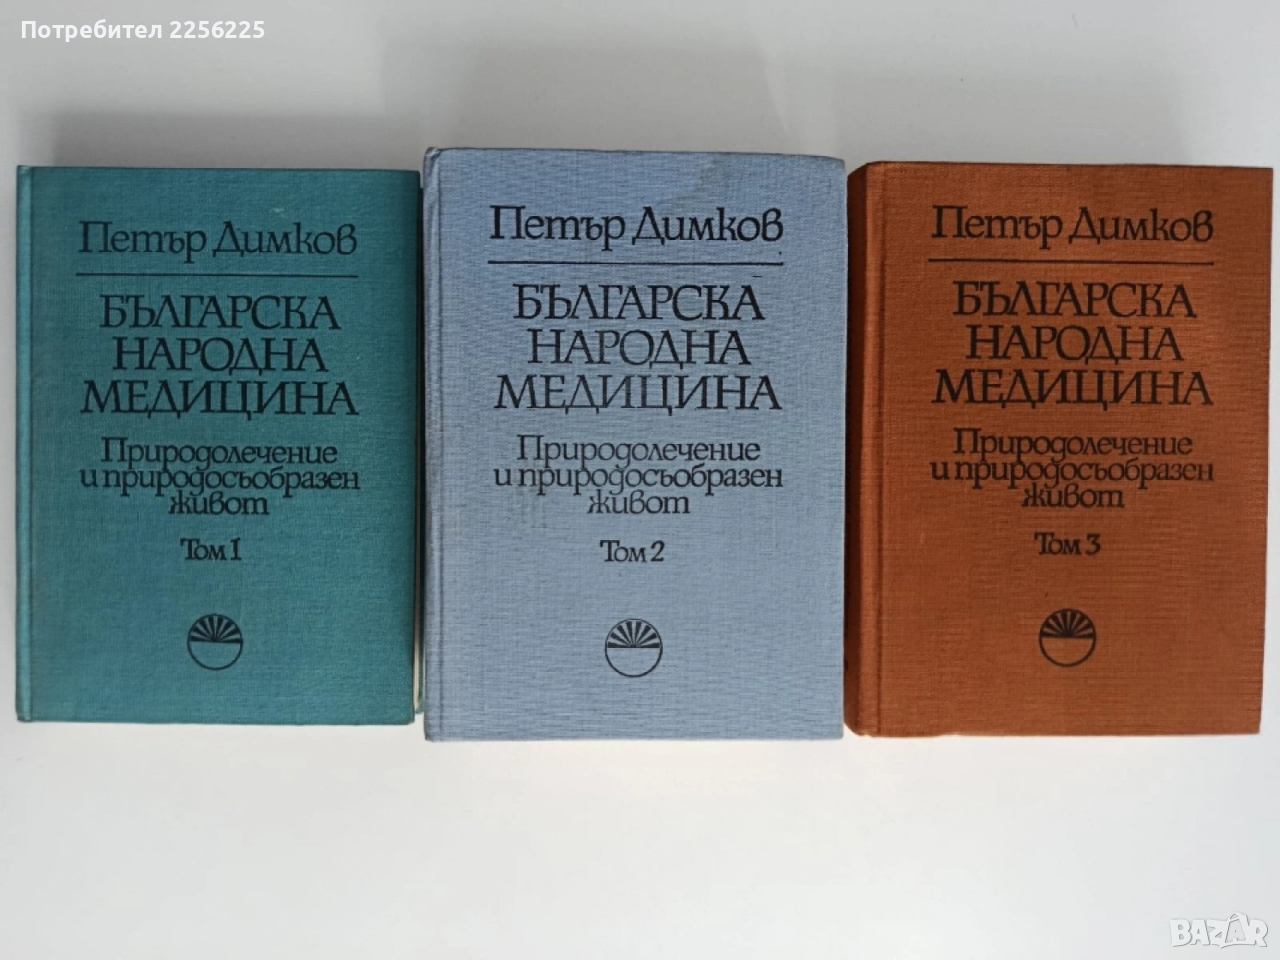 Потребител 2256225
Петър Димков
БЪЛГАРСКА
НАРОДНА
МЕДИЦИНА
Природолечение
и природосъобразен
живот
Том 1
Петър Димков
БЪЛГАРСКА
НАРОДНА
МЕДИЦИНА
Природолечение
и природосъобразен
живот
Том 2
Петър Димков
БЪЛГАРСКА
НАРОДНА
МЕДИЦИНА
Природолечение
и природосъобразен
живот
Том 3
BAZAR